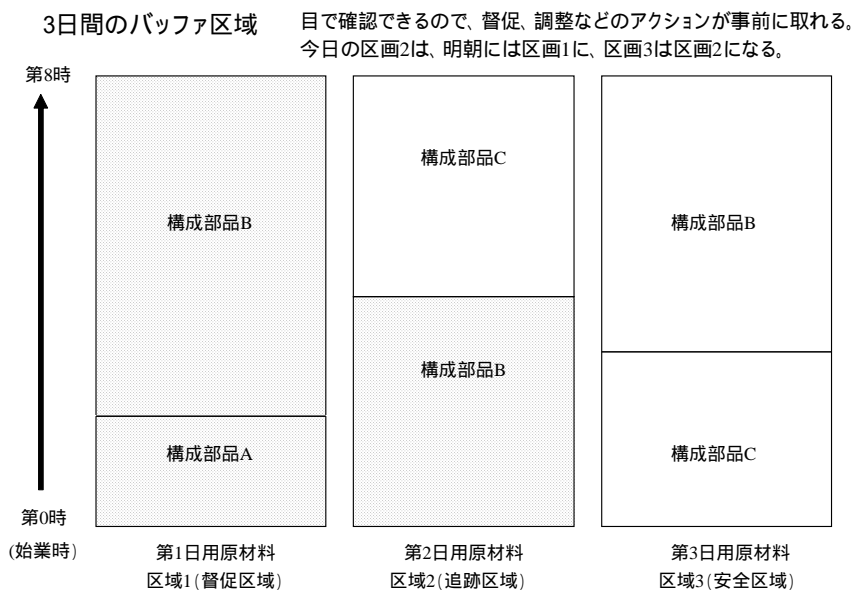 3日間のバッファ区域
目で確認できるので、督促、調整などのアクションが事前に取れる。
今日の区画2は、明朝には区画1に、区画3は区画2になる。
第8時
第0時
(始業時)
構成部品B
構成部品A
第1日用原材料
区域1(督促区域)
構成部品C
構成部品B
第2日用原材料
区域2(追跡区域)
構成部品B
構成部品C
第3日用原材料
区域3(安全区域)